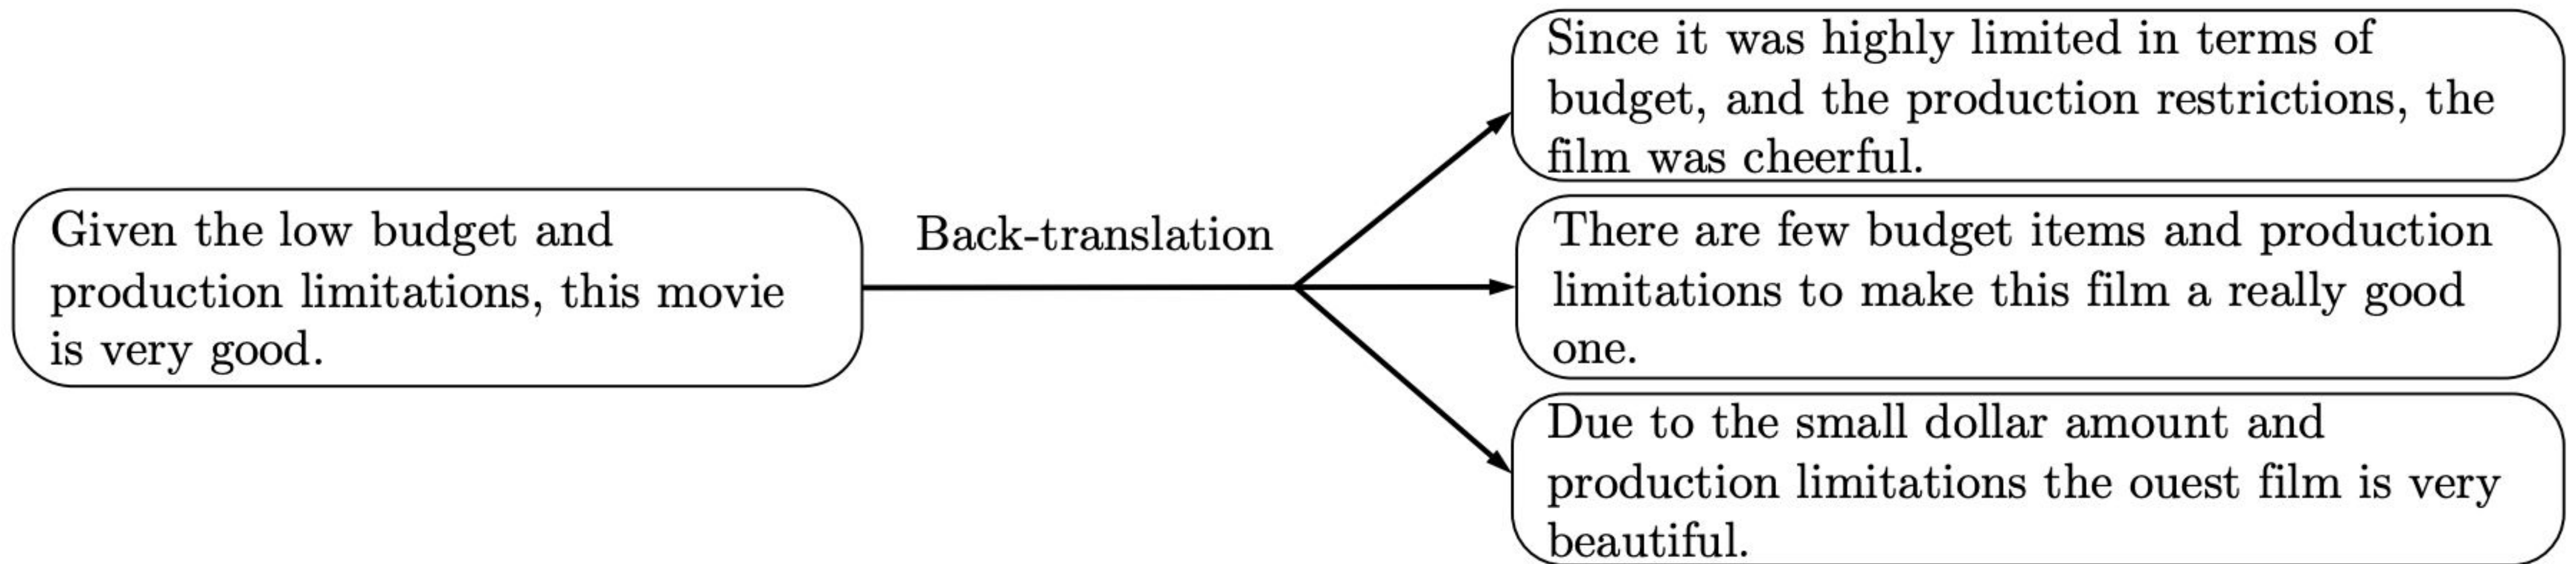 Given the low budget and
production limitations, this movie
is very good.
Back-translation
Since it was highly limited in terms of
budget, and the production restrictions, the
film was cheerful.
There are few budget items and production
limitations to make this film a really good
one.
Due to the small dollar amount and
production limitations the ouest film is very
beautiful.